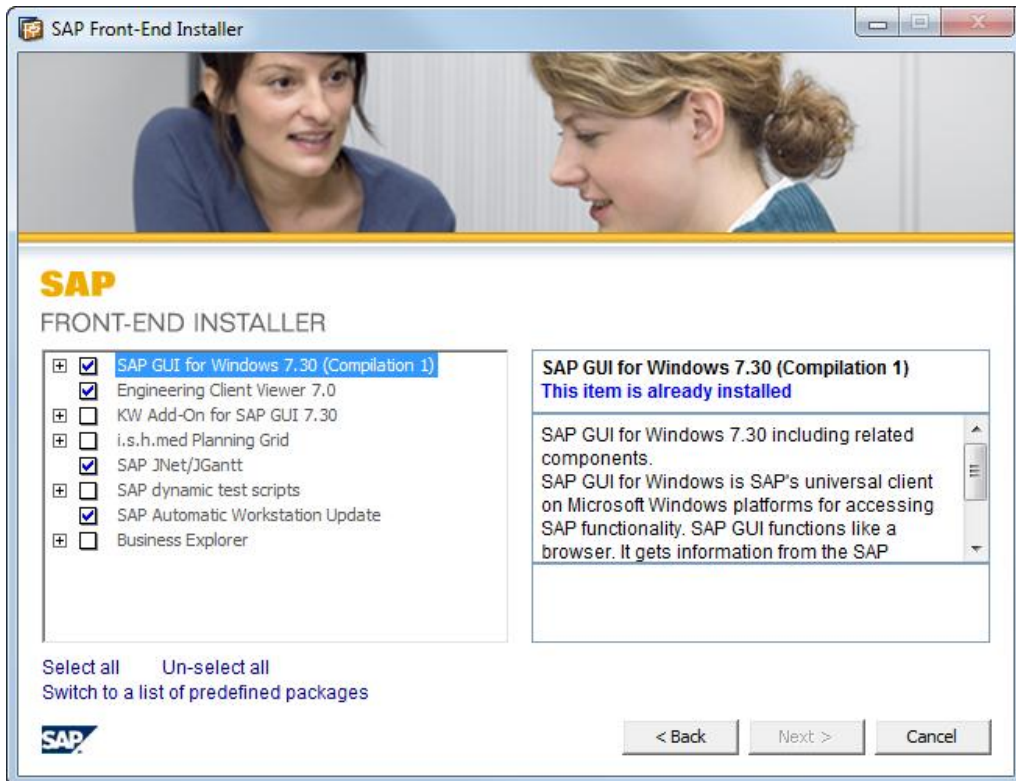 SAP Front-End Installer
SAP
FRONT-END INSTALLER
SAP GUI for Windows 7.30 (Compilation 1)
Engineering Client Viewer 7.0
KW Add-On for SAP GUI 7.30
i.s.h.med Planning Grid
SAP JNet/JGantt
SAP dynamic test scripts
SAP Automatic Workstation Update
Business Explorer
SAP GUI for Windows 7.30 (Compilation 1)
This item is already installed
SAP GUI for Windows 7.30 including related
components.
SAP GUI for Windows is SAP's universal client
on Microsoft Windows platforms for accessing
SAP functionality. SAP GUI functions like a
browser. It gets information from the SAP
Select all Un-select all
Switch to a list of predefined packages
SAP
< Back Next > Cancel